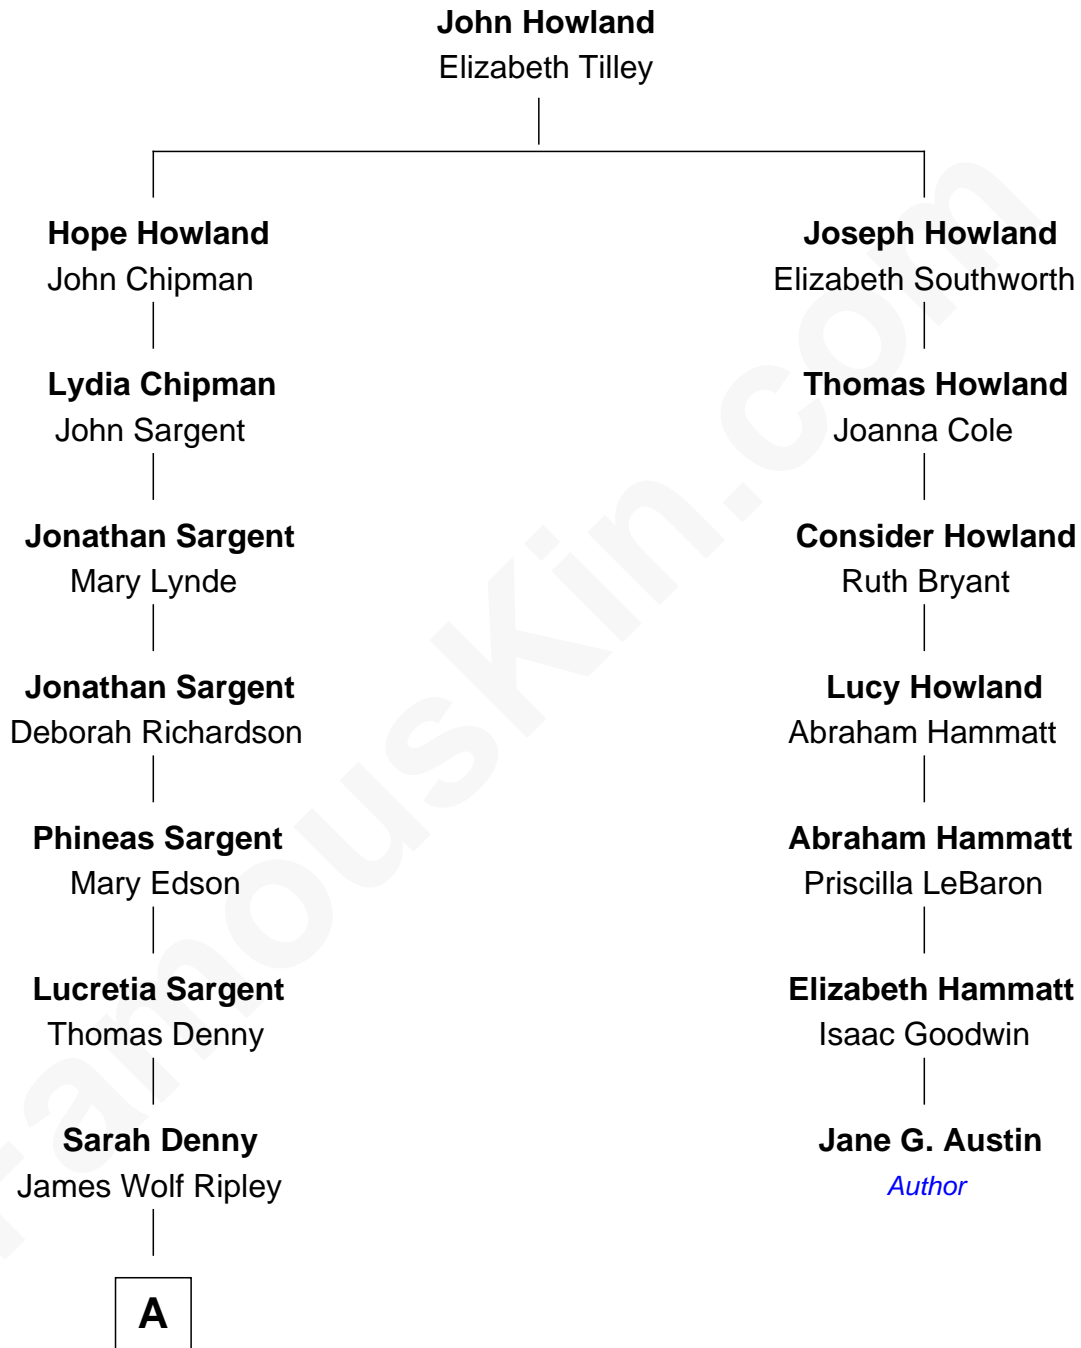 John Howland
Elizabeth Tilley
Hope Howland
John Chipman
Joseph Howland
Elizabeth Southworth
Lydia Chipman
John Sargent
Thomas Howland
Joanna Cole
Jonathan Sargent
Mary Lynde
Consider Howland
Ruth Bryant
Jonathan Sargent
Deborah Richardson
Lucy Howland
Abraham Hammatt
Phineas Sargent
Mary Edson
Abraham Hammatt
Priscilla LeBaron
Lucretia Sargent
Thomas Denny
Elizabeth Hammatt
Isaac Goodwin
Sarah Denny
James Wolf Ripley
Jane G. Austin
Author
A
FamousKin.com